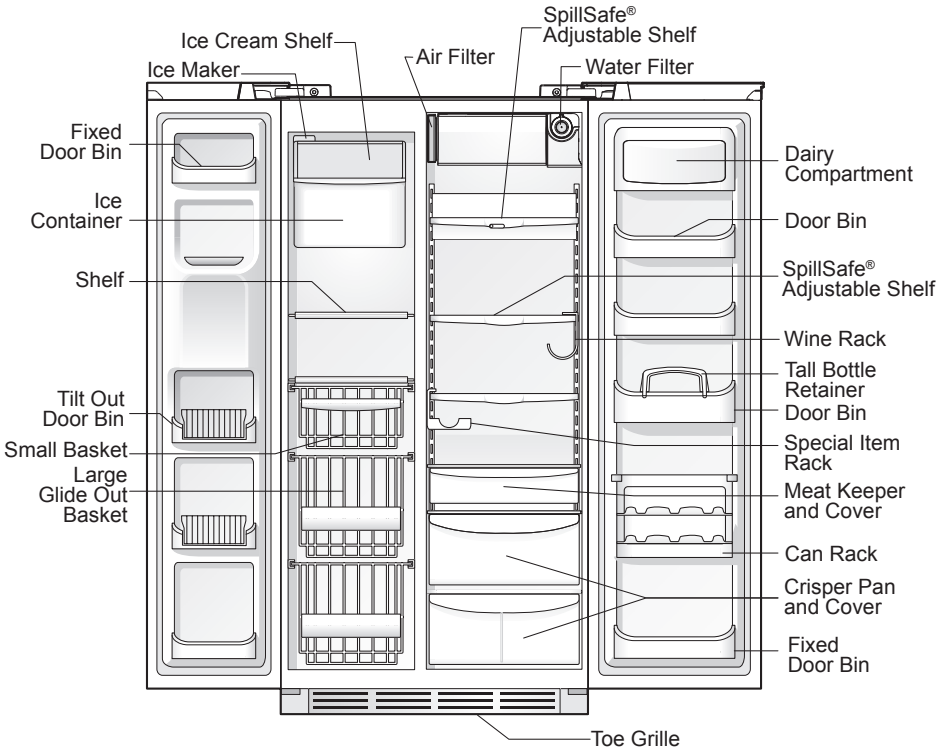 SpillSafe®
Adjustable Shelf
Ice Cream Shelf
Air Filter
Ice Maker
Water Filter
Fixed
Door Bin
Ice
Container
Shelf
Tilt Out
Door Bin
Small Basket
Large
Glide Out
Basket
Dairy
Compartment
Door Bin
SpillSafe®
Adjustable Shelf
Wine Rack
Tall Bottle
Retainer
Door Bin
Special Item
Rack
Meat Keeper
and Cover
Can Rack
Crisper Pan
and Cover
Fixed
Door Bin
Toe Grille